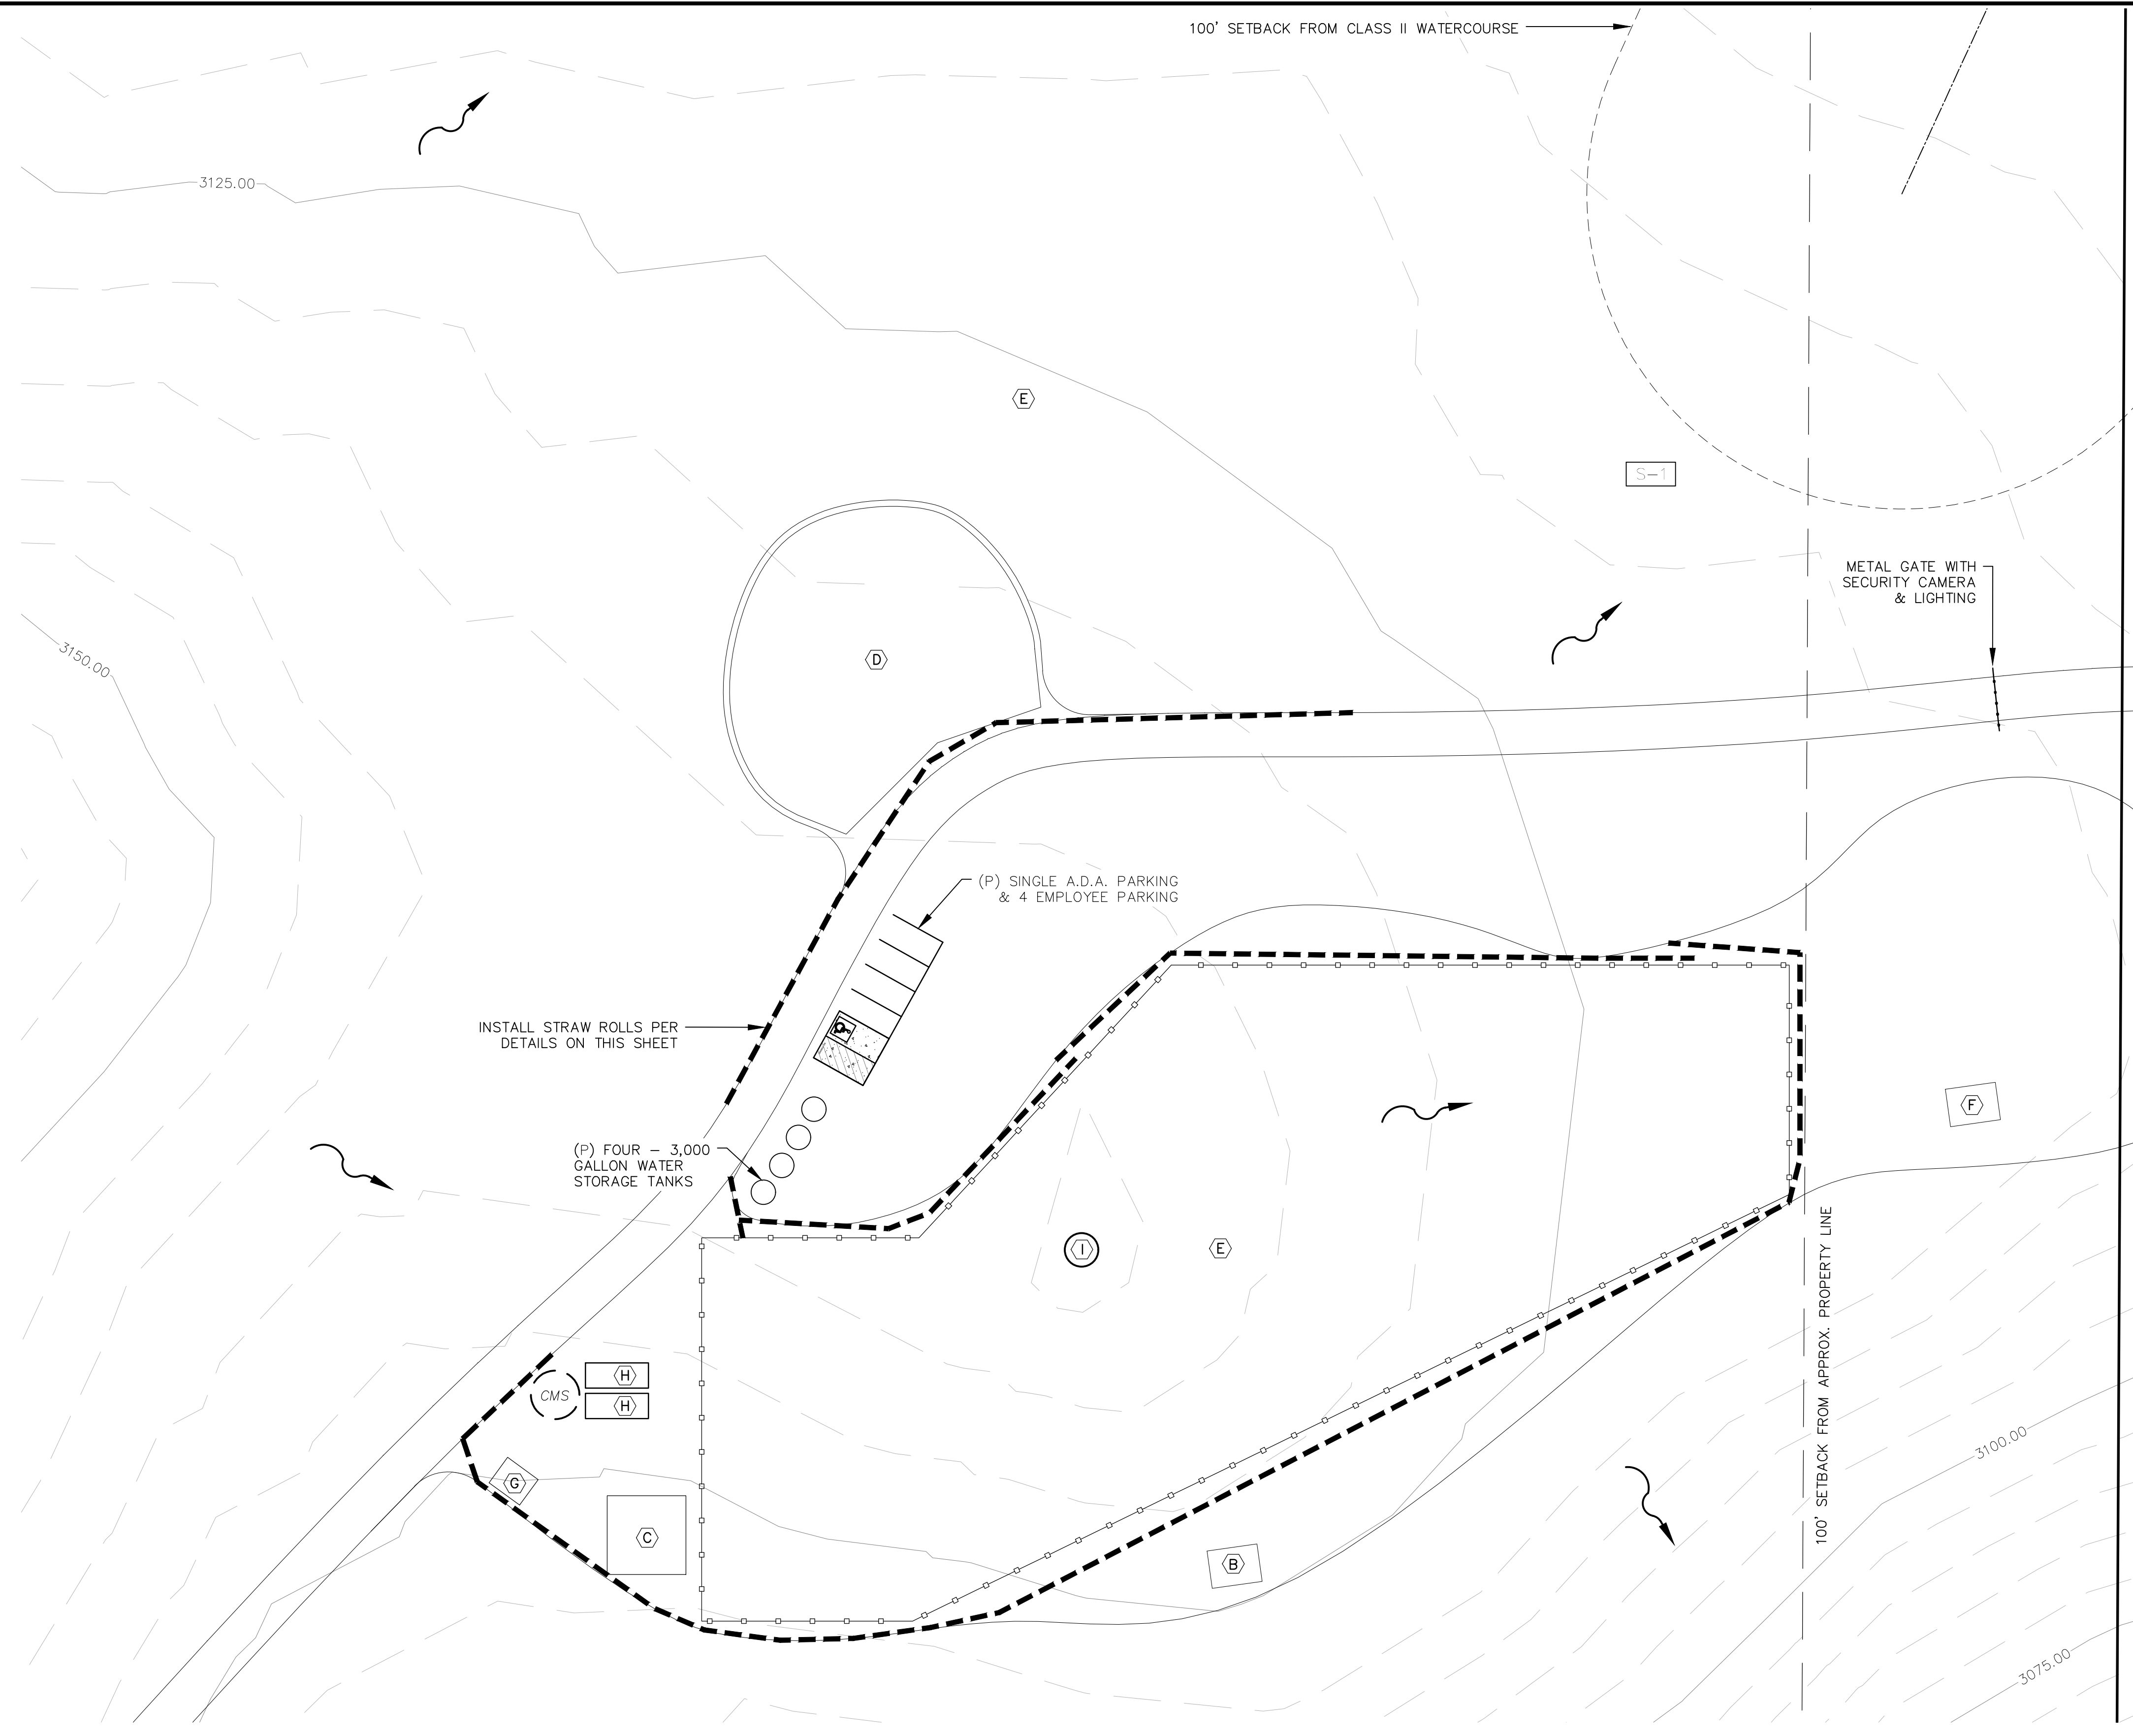 100' SETBACK FROM CLASS II WATERCOURSE
3125.00
E
S-1
METAL GATE WITH
SECURITY CAMERA
& LIGHTING
3150.00
D
(P) SINGLE A.D.A. PARKING
& 4 EMPLOYEE PARKING
INSTALL STRAW ROLLS PER
DETAILS ON THIS SHEET
F
(P) FOUR – 3,000
GALLON WATER
STORAGE TANKS
I
E
100' SETBACK FROM APPROX. PROPERTY LINE
H
CMS
H
3100.00
G
C
B
3075.00